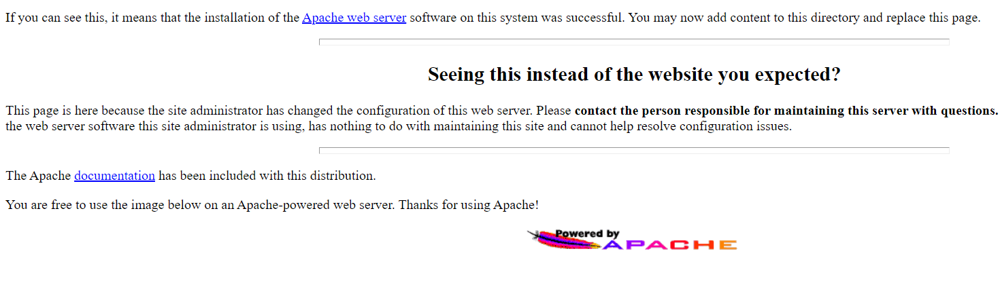 If you can see this, it means that the installation of the Apache web server software on this system was successful. You may now add content to this directory and replace this page.
Seeing this instead of the website you expected?
This page is here because the site administrator has changed the configuration of this web server. Please contact the person responsible for maintaining this server with questions.
the web server software this site administrator is using, has nothing to do with maintaining this site and cannot help resolve configuration issues.
The Apache documentation has been included with this distribution.
You are free to use the image below on an Apache-powered web server. Thanks for using Apache!
Powered by
APACHE